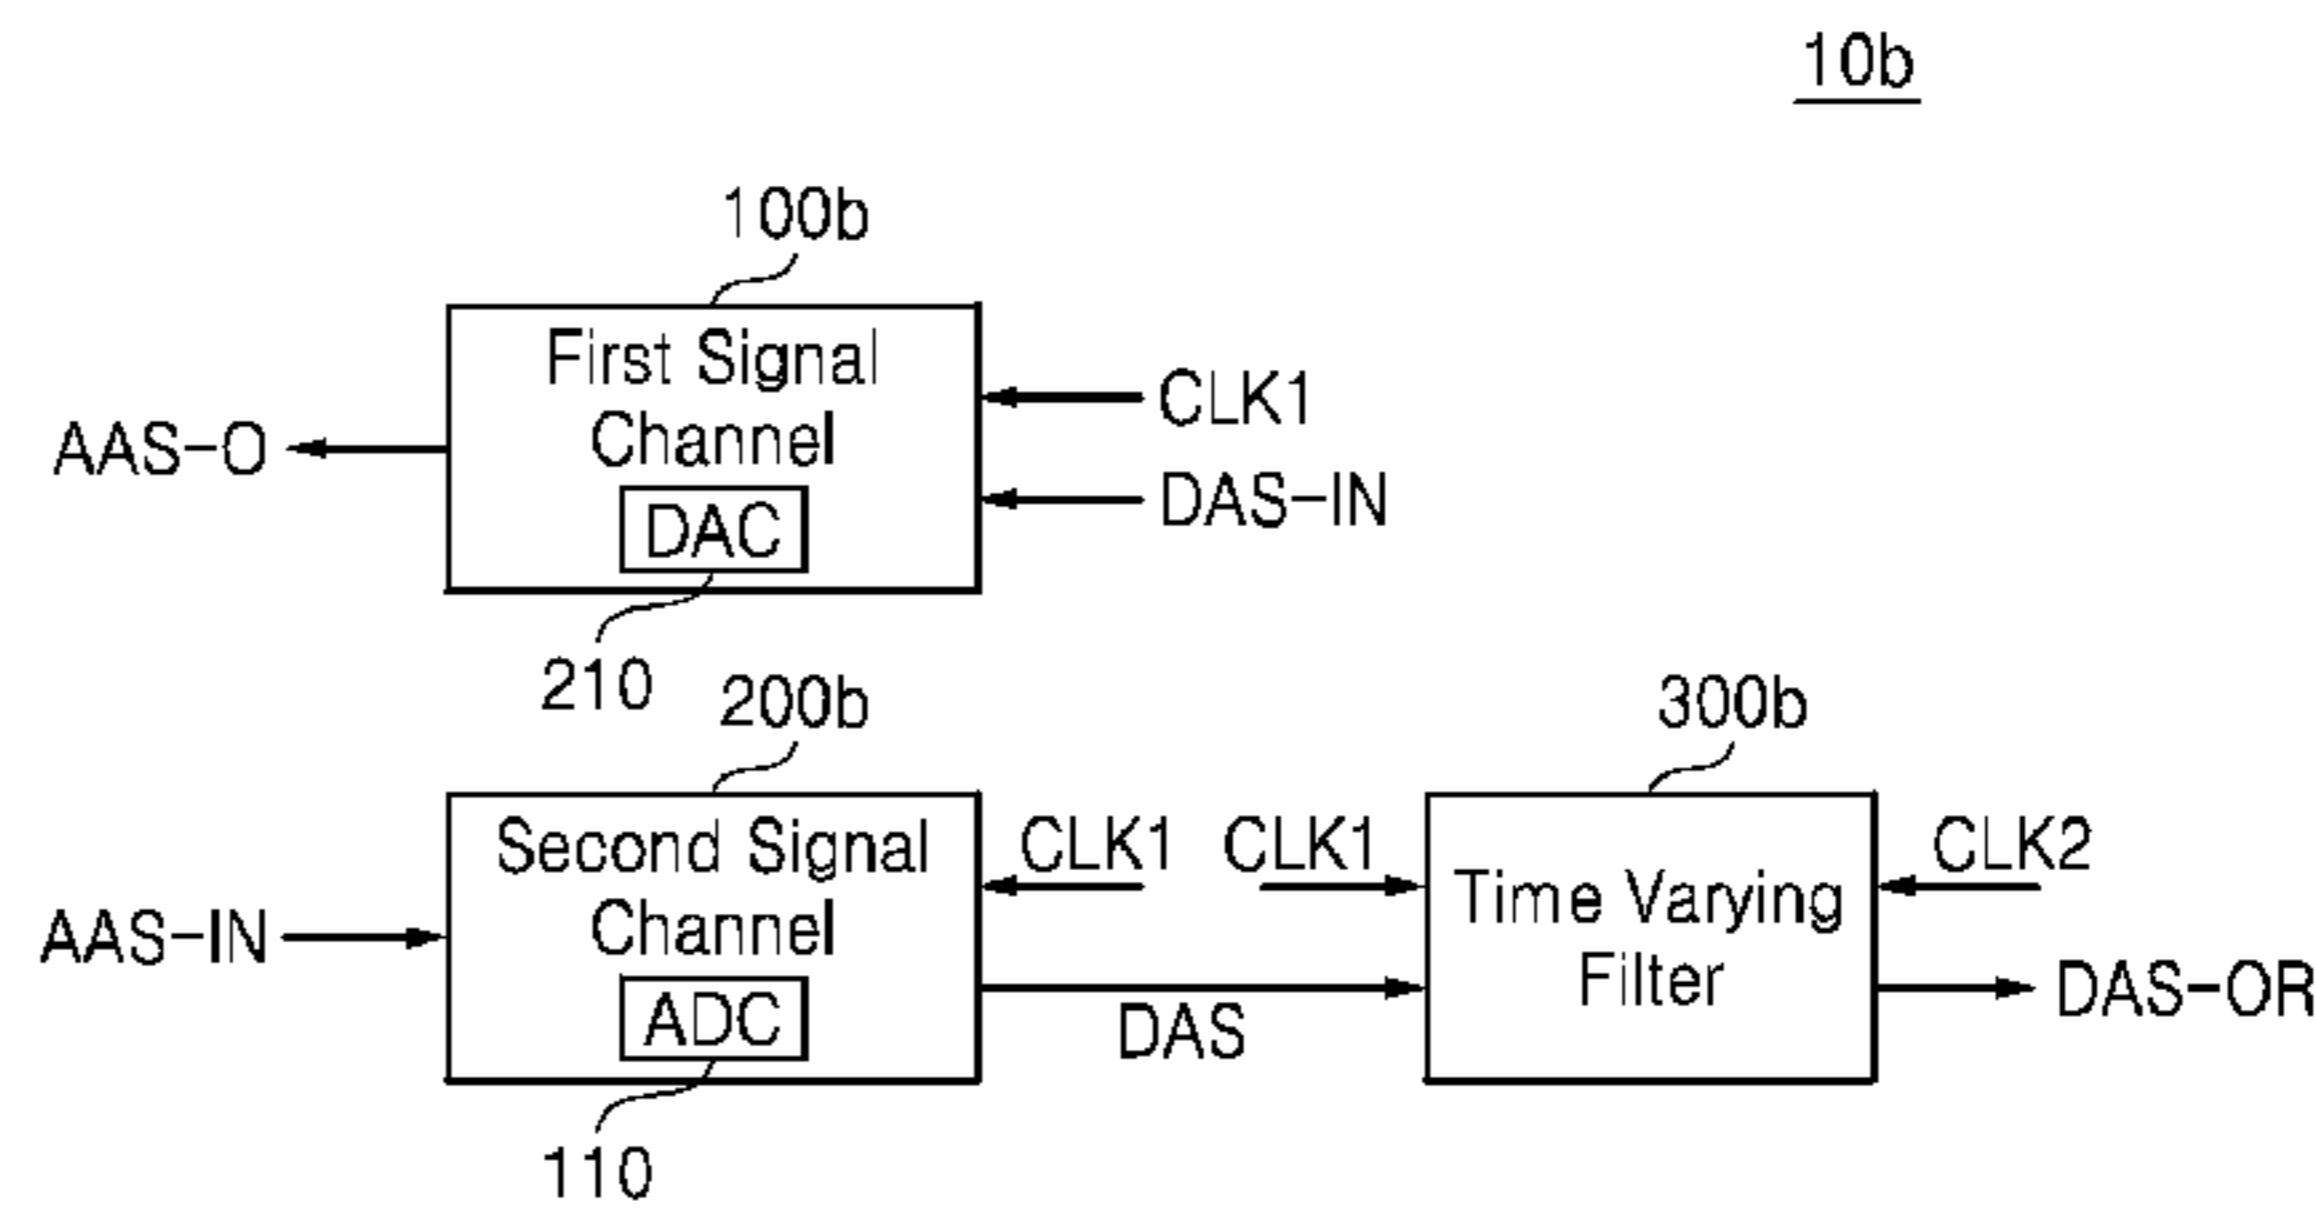 10b
100b
First Signal
Channel
DAC
AAS-O
CLK1
DAS-IN
210
200b
300b
Second Signal
Channel
ADC
AAS-IN
CLK1
CLK1
DAS
Time Varying
Filter
CLK2
DAS-OR
110